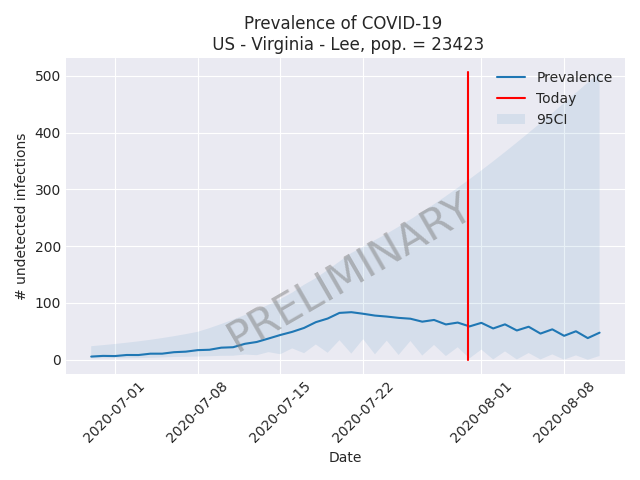 Prevalence of COVID-19
US - Virginia - Lee, pop. = 23423
500
400
300
200
100
0
# undetected infections
Prevalence
Today
95CI
PRELIMINARY
2020-07-01
2020-07-08
2020-07-15
2020-07-22
2020-08-01
2020-08-08
Date